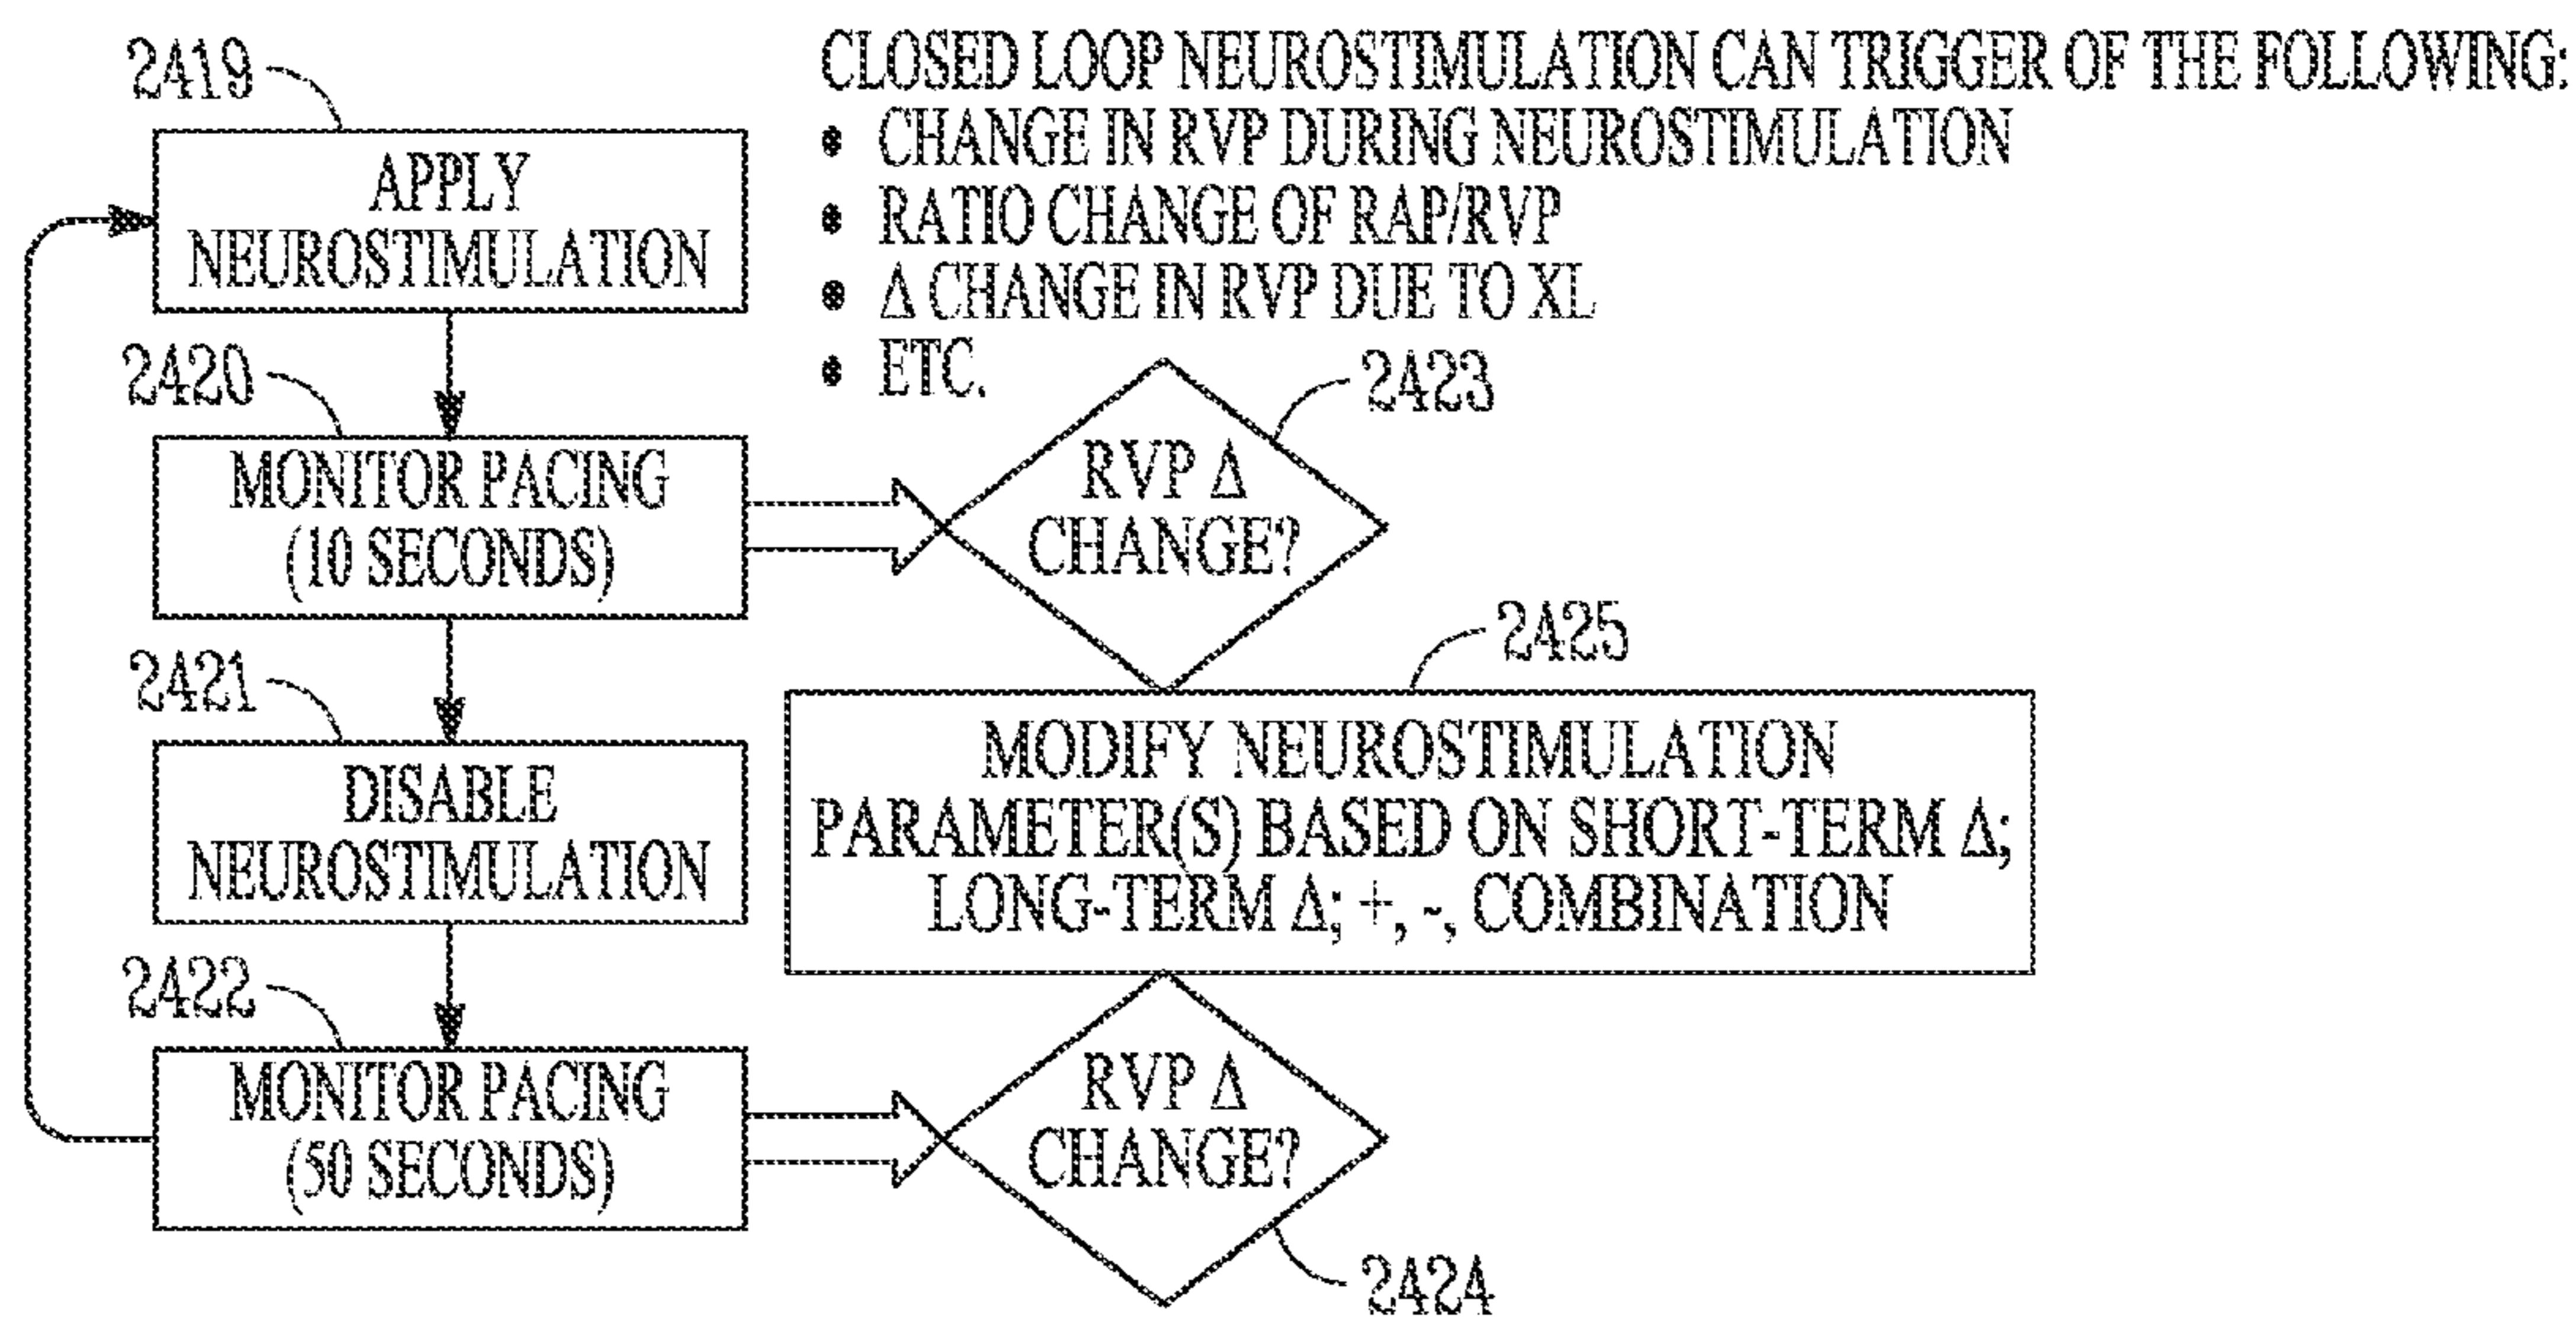 2419
APPLY
NEUROSTIMULATION
CLOSED LOOP NEUROSTIMULATION CAN TRIGGER OF THE FOLLOWING:
• CHANGE IN RVP DURING NEUROSTIMULATION
• RATIO CHANGE OF RAP/RVP
• Δ CHANGE IN RVP DUE TO XL
• ETC.
2420
MONITOR PACING
(10 SECONDS)
2423
RVP Δ
CHANGE?
2421
DISABLE
NEUROSTIMULATION
2425
MODIFY NEUROSTIMULATION
PARAMETER(S) BASED ON SHORT-TERM Δ;
LONG-TERM Δ; +, -, COMBINATION
2422
MONITOR PACING
(50 SECONDS)
RVP Δ
CHANGE?
2424